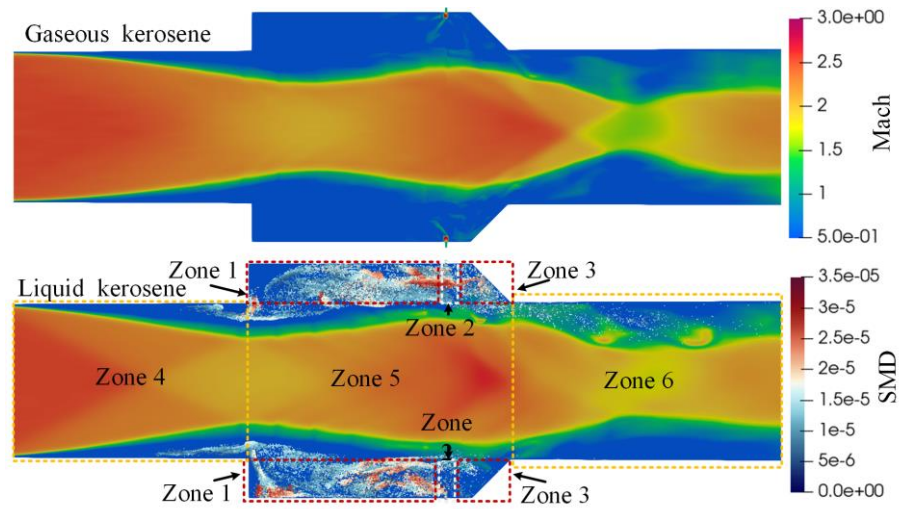 Gaseous kerosene
3.0e+00
2.5
2
1.5
1
5.0e-01
Mach
Liquid kerosene
Zone 1
Zone 3
Zone 2
Zone 4
Zone 5
Zone 6
Zone
2
Zone 1
Zone 3
3.5e-05
3e-5
2.5e-5
2e-5
1.5e-5
1e-5
5e-6
0.0e+00
SMD